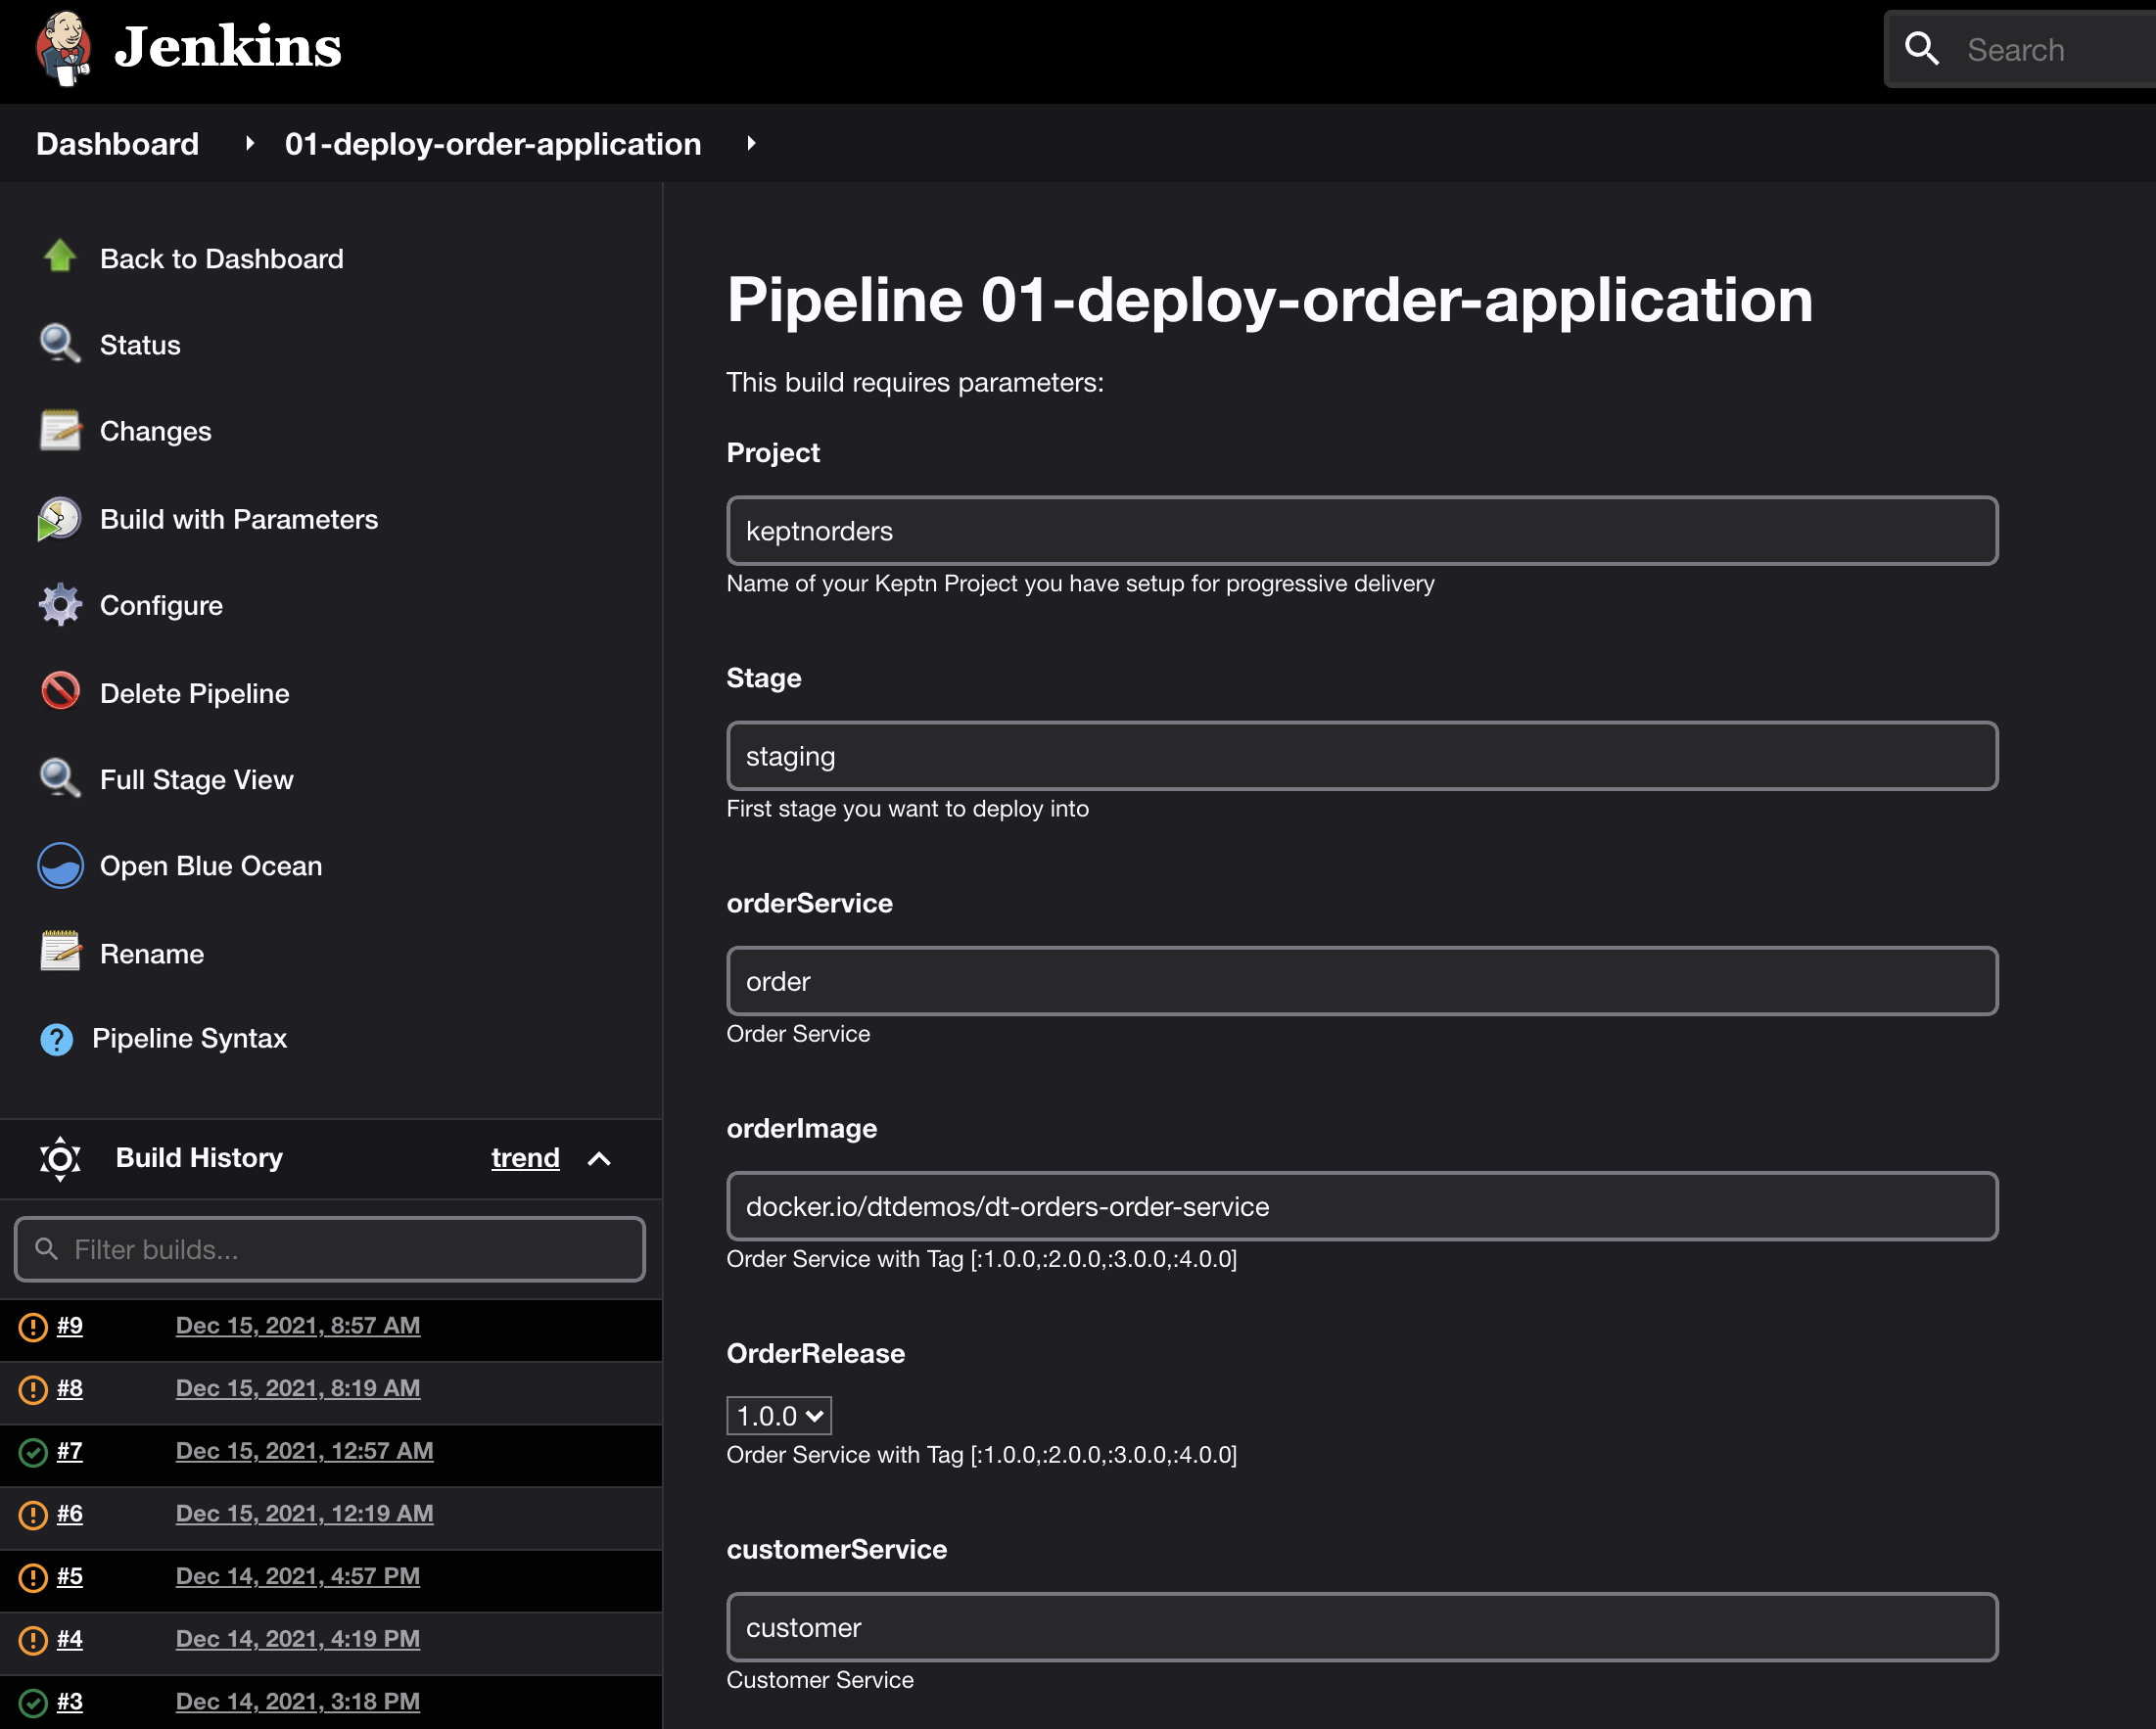 Jenkins
Search
Dashboard 01-deploy-order-application
Back to Dashboard
Status
Changes
Build with Parameters
Configure
Delete Pipeline
Full Stage View
Open Blue Ocean
Rename
Pipeline Syntax
Build History trend
Filter builds...
#9 Dec 15, 2021, 8:57 AM
#8 Dec 15, 2021, 8:19 AM
#7 Dec 15, 2021, 12:57 AM
#6 Dec 15, 2021, 12:19 AM
#5 Dec 14, 2021, 4:57 PM
#4 Dec 14, 2021, 4:19 PM
#3 Dec 14, 2021, 3:18 PM
Pipeline 01-deploy-order-application
This build requires parameters:
Project
keptnorders
Name of your Keptn Project you have setup for progressive delivery
Stage
staging
First stage you want to deploy into
orderService
order
Order Service
orderImage
docker.io/dtdemos/dt-orders-order-service
Order Service with Tag [:1.0.0,:2.0.0,:3.0.0,:4.0.0]
OrderRelease
1.0.0
Order Service with Tag [:1.0.0,:2.0.0,:3.0.0,:4.0.0]
customerService
customer
Customer Service